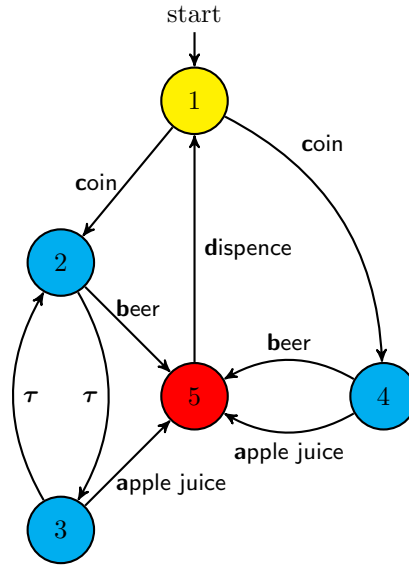 start
1
coin
coin
dispence
2
beer
beer
τ
τ
5
4
apple juice
apple juice
3